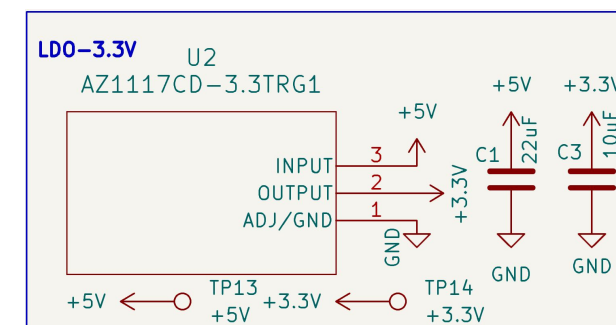 LDO-3.3V
U2
AZ1117CD-3.3TRG1
+5V
+5V
+3.3V
INPUT
3
OUTPUT
2
+3.3V
ADJ/GND
1
GND
C1
22uF
C3
10uF
GND
GND
+5V
TP13
+5V
+3.3V
TP14
+3.3V